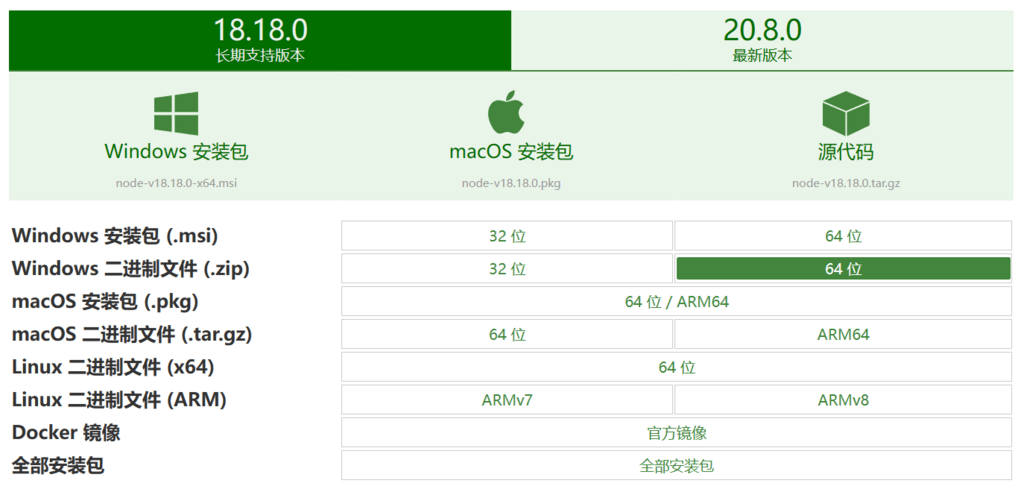 18.18.0
长期支持版本
20.8.0
最新版本
Windows 安装包
macOS 安装包
源代码
node-v18.18.0-x64.msi
node-v18.18.0.pkg
node-v18.18.0.tar.gz
Windows 安装包 (.msi)
32 位
64 位
Windows 二进制文件 (.zip)
32 位
64 位
macOS 安装包 (.pkg)
64 位 / ARM64
macOS 二进制文件 (.tar.gz)
64 位
ARM64
Linux 二进制文件 (x64)
64 位
Linux 二进制文件 (ARM)
ARMv7
ARMv8
Docker 镜像
官方镜像
全部安装包
全部安装包